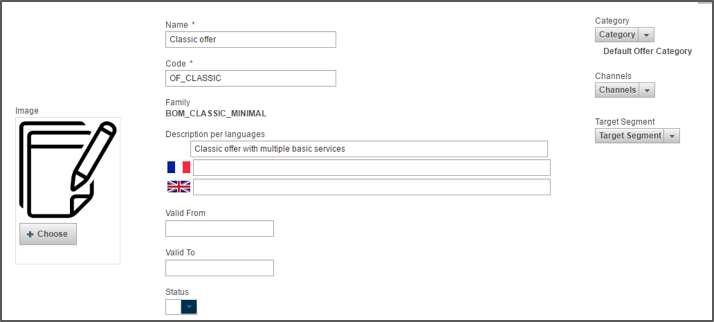 Image
Choose
Name *
Classic offer
Code *
OF_CLASSIC
Family
BOM_CLASSIC_MINIMAL
Description per languages
Classic offer with multiple basic services
Valid From
Valid To
Status
Category
Category
Default Offer Category
Channels
Channels
Target Segment
Target Segment